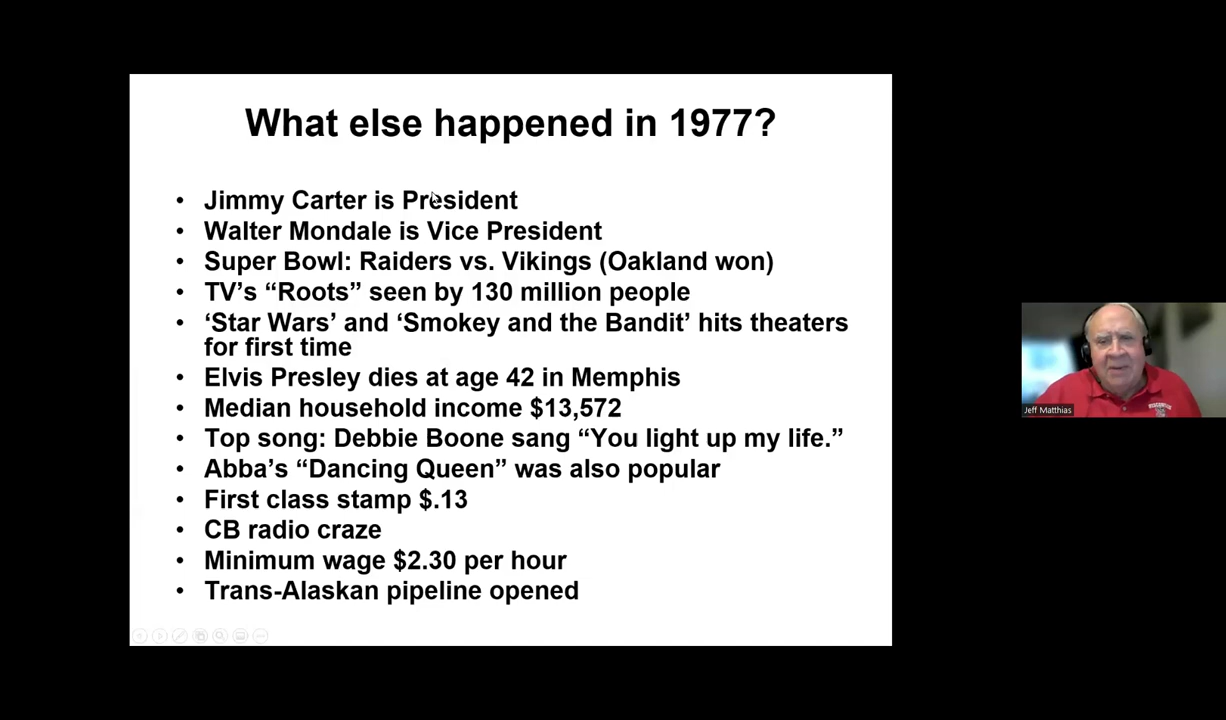 What else happened in 1977?
• Jimmy Carter is President
• Walter Mondale is Vice President
• Super Bowl: Raiders vs. Vikings (Oakland won)
• TV’s “Roots” seen by 130 million people
• ‘Star Wars’ and ‘Smokey and the Bandit’ hits theaters
for first time
• Elvis Presley dies at age 42 in Memphis
• Median household income $13,572
• Top song: Debbie Boone sang “You light up my life.”
• Abba’s “Dancing Queen” was also popular
• First class stamp $.13
• CB radio craze
• Minimum wage $2.30 per hour
• Trans-Alaskan pipeline opened
Jeff Matthias